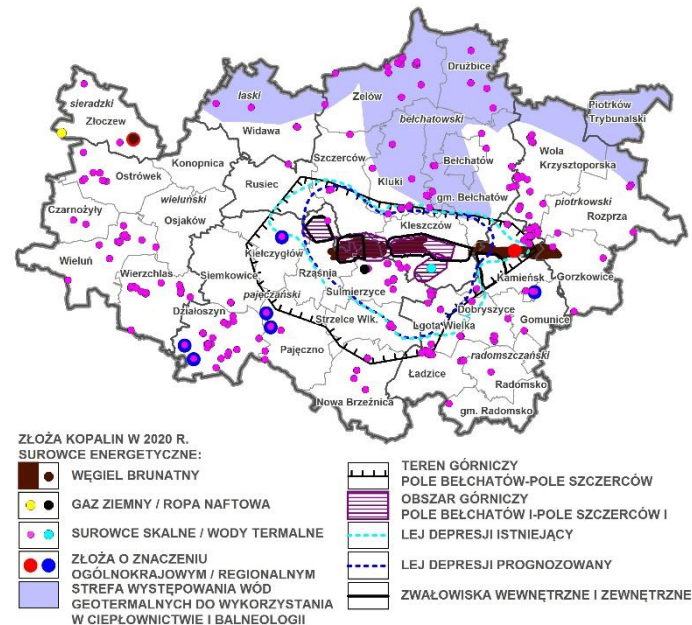 Drużbice
łaski
Zelów
sieradzki
Złoczew
Piotrków
Trybunalski
bełchatowski
Widawa
Szczerców
Bełchatów
Wola
Krzysztoporska
Konopnica
Ostrówek
Rusiec
Kluki
gm. Bełchatów
wieluński
piotrkowski
Czarnożyły
Osjaków
Kleszczów
Rozprza
Wieluń
Wierzchlas
Siemkowice
Kiełczygłów
Rząśnia
Kamieńsk
Gorzkowice
pajęczański
Sulmierzyce
Działoszyn
Strzelce Wlk.
Dobryszyce
Gomunice
Lgota Wielka
Pajęczno
radomszczański
Ładzice
Radomsko
Nowa Brzeźnica
gm. Radomsko
ZŁOŻA KOPALIN W 2020 R.
SUROWCE ENERGETYCZNE:
WĘGIEL BRUNATNY
GAZ ZIEMNY / ROPA NAFTOWA
SUROWCE SKALNE / WODY TERMALNE
ZŁOŻA O ZNACZENIU
OGÓLNOKRAJOWYM / REGIONALNYM
STREFA WYSTĘPOWANIA WÓD
GEOTERMALNYCH DO WYKORZYSTANIA
W CIEPŁOWNICTWIE I BALNEOLOGII
TEREN GÓRNICZY
POLE BEŁCHATÓW-POLE SZCZERCÓW
OBSZAR GÓRNICZY
POLE BEŁCHATÓW I-POLE SZCZERCÓW I
LEJ DEPRESJI ISTNIEJĄCY
LEJ DEPRESJI PROGNOZOWANY
ZWAŁOWISKA WEWNĘTRZNE I ZEWNĘTRZNE